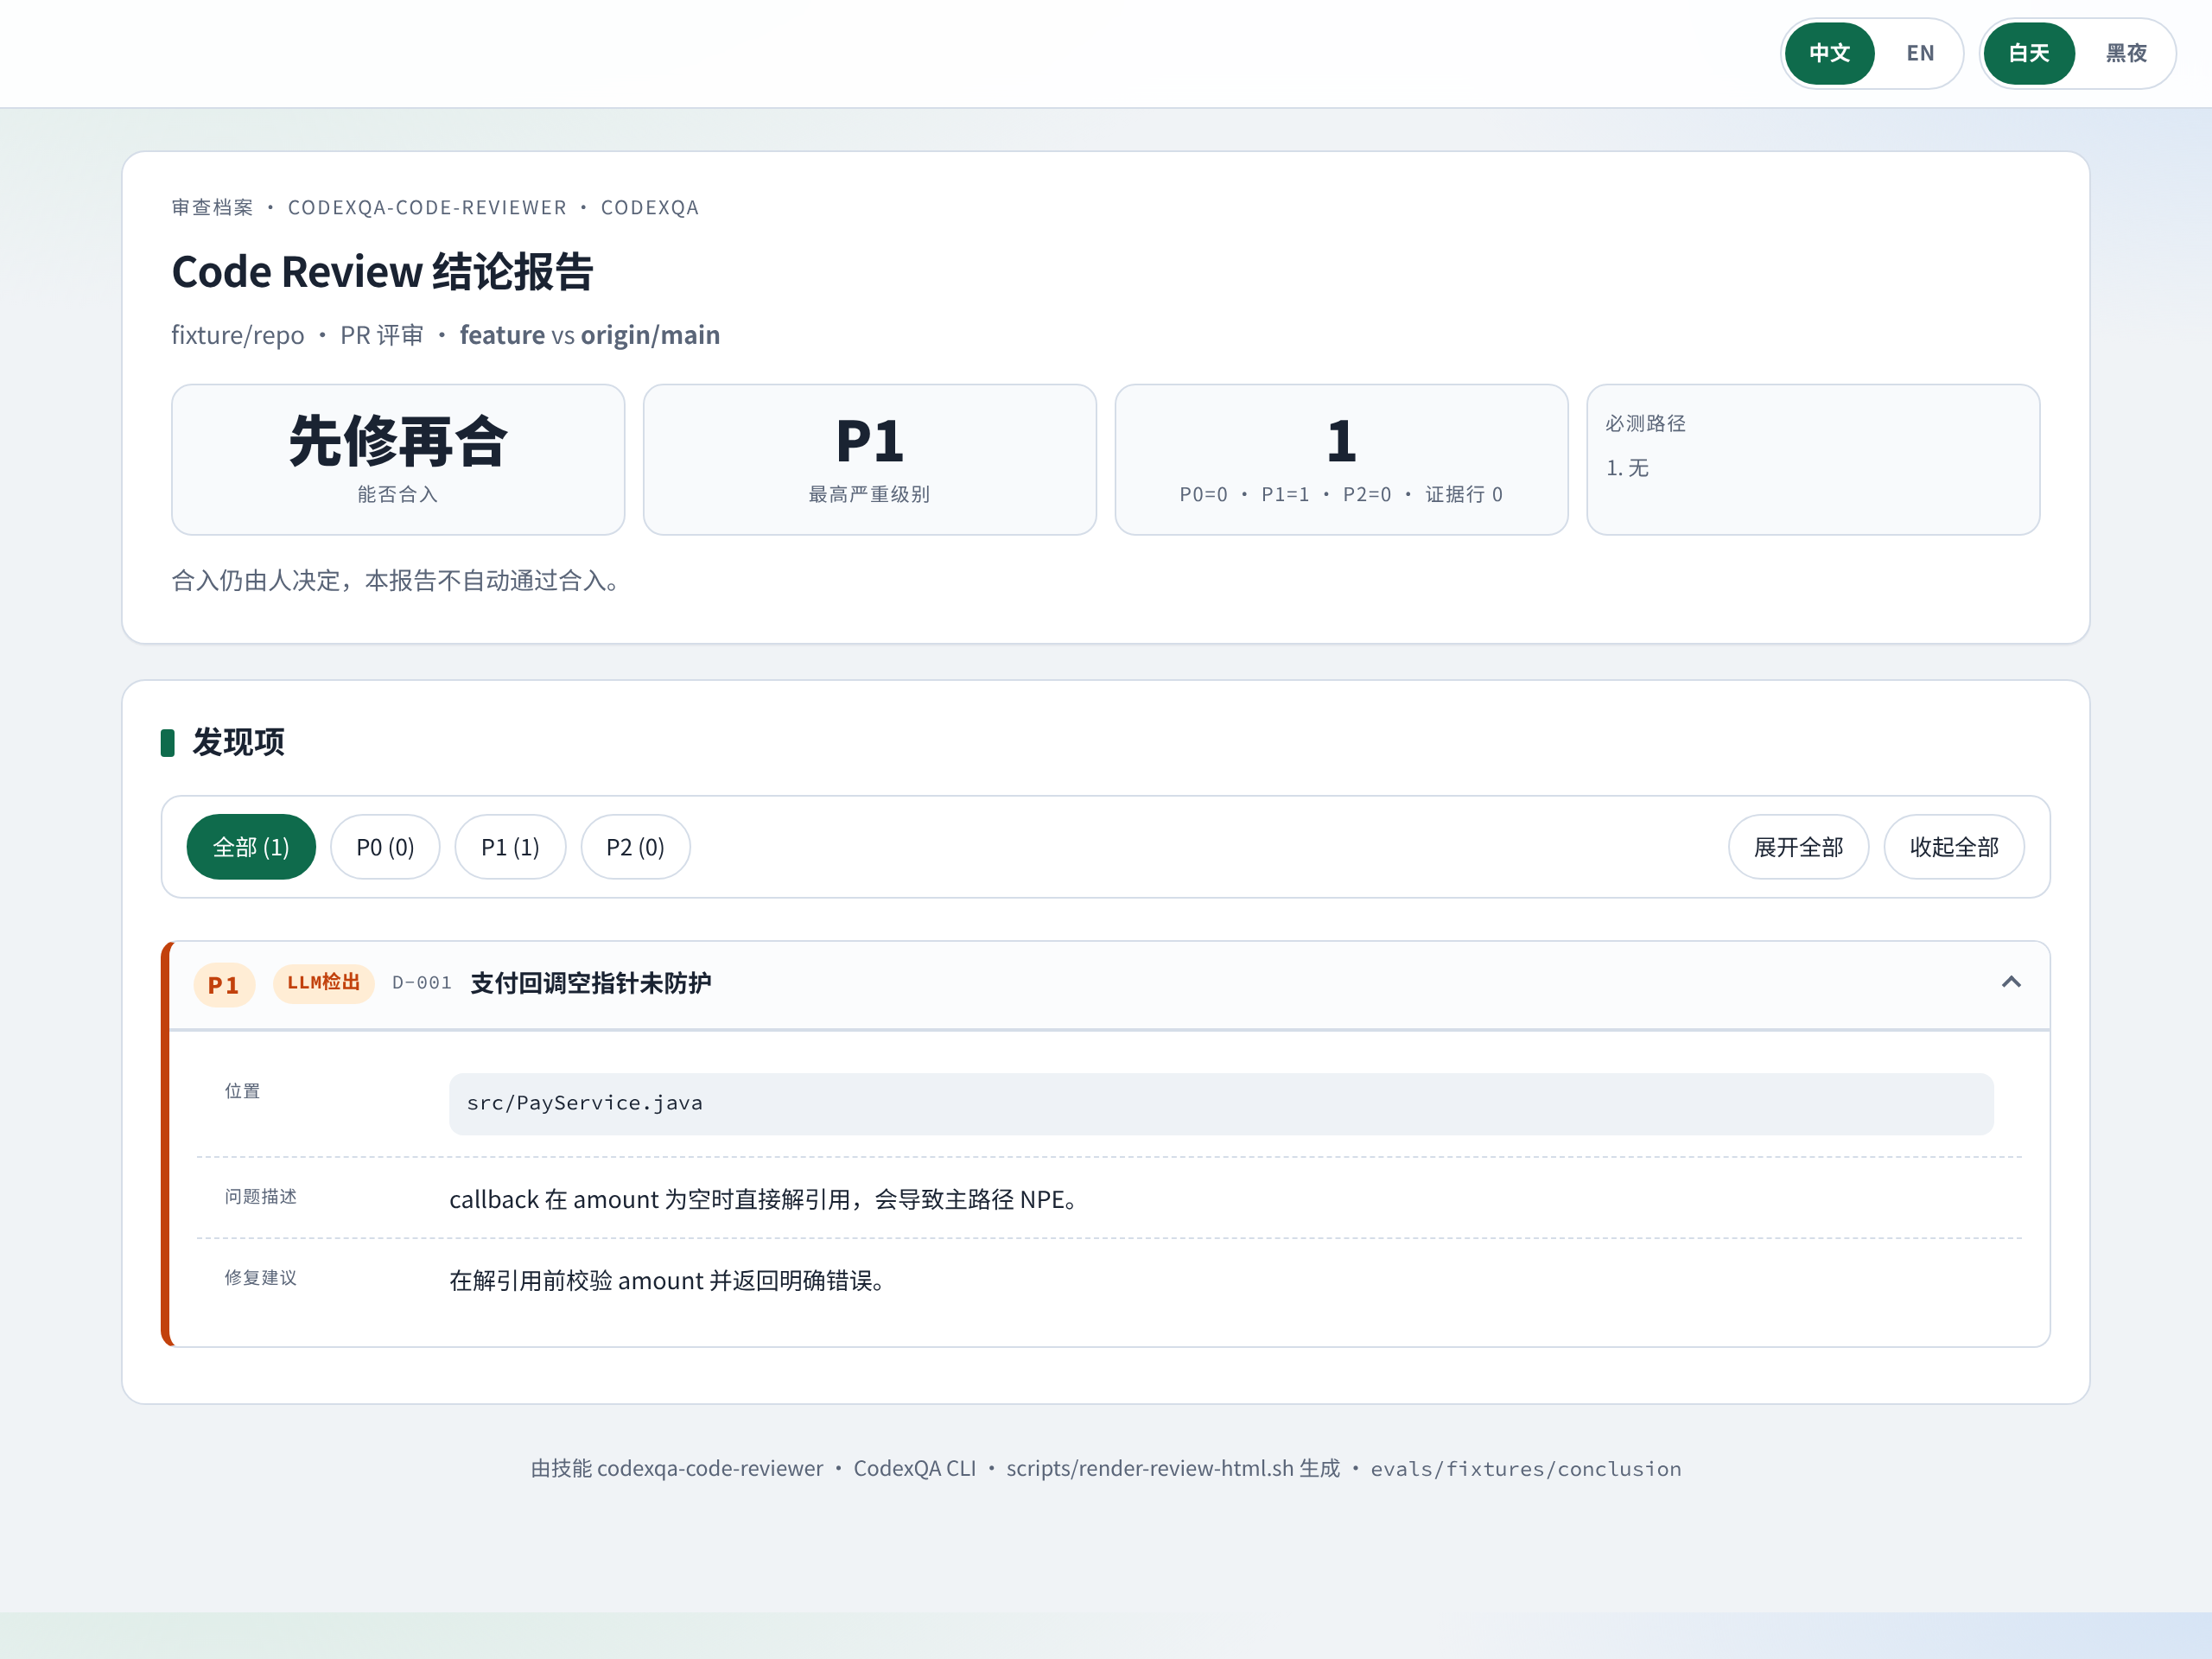 中文 EN 白天 黑夜
审查档案 • CODEXQA-CODE-REVIEWER • CODEXQA
Code Review 结论报告
fixture/repo • PR 评审 • feature vs origin/main
先修再合
能否合入
P1
最高严重级别
1
P0=0 • P1=1 • P2=0 • 证据行 0
必测路径
1. 无
合入仍由人决定，本报告不自动通过合入。
发现项
全部 (1) P0 (0) P1 (1) P2 (0) 展开全部 收起全部
P1 LLM检出 D-001 支付回调空指针未防护
位置 src/PayService.java
问题描述 callback 在 amount 为空时直接解引用，会导致主路径 NPE。
修复建议 在解引用前校验 amount 并返回明确错误。
由技能 codexqa-code-reviewer • CodexQA CLI • scripts/render-review-html.sh 生成 • evals/fixtures/conclusion